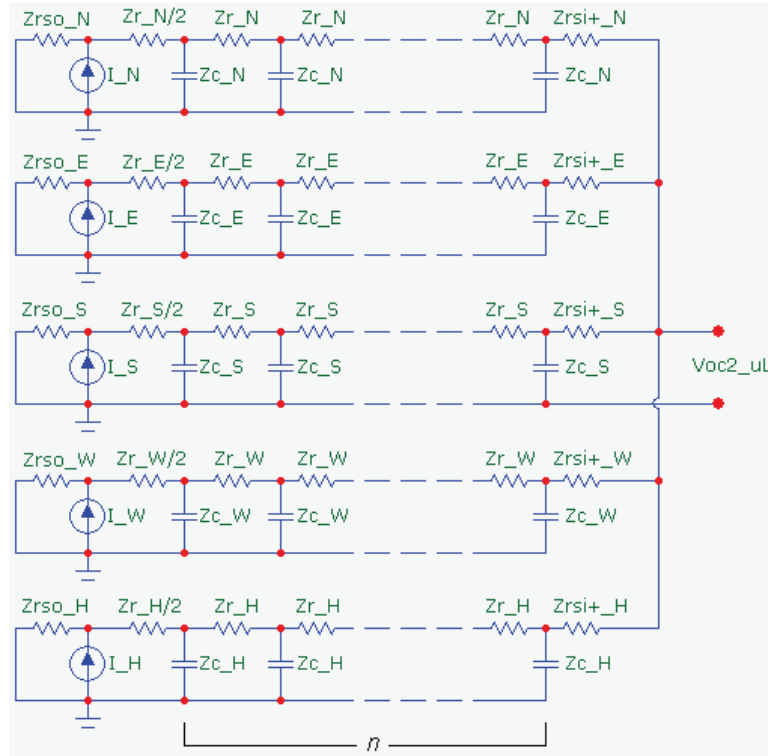 Zrso_N Zr_N/2 Zr_N Zr_N Zr_N Zrsi+_N
I_N Zc_N Zc_N Zc_N
Zrso_E Zr_E/2 Zr_E Zr_E Zr_E Zrsi+_E
I_E Zc_E Zc_E Zc_E
Zrso_S Zr_S/2 Zr_S Zr_S Zr_S Zrsi+_S
I_S Zc_S Zc_S Zc_S Voc2_uL
Zrso_W Zr_W/2 Zr_W Zr_W Zr_W Zrsi+_W
I_W Zc_W Zc_W Zc_W
Zrso_H Zr_H/2 Zr_H Zr_H Zr_H Zrsi+_H
I_H Zc_H Zc_H Zc_H
n